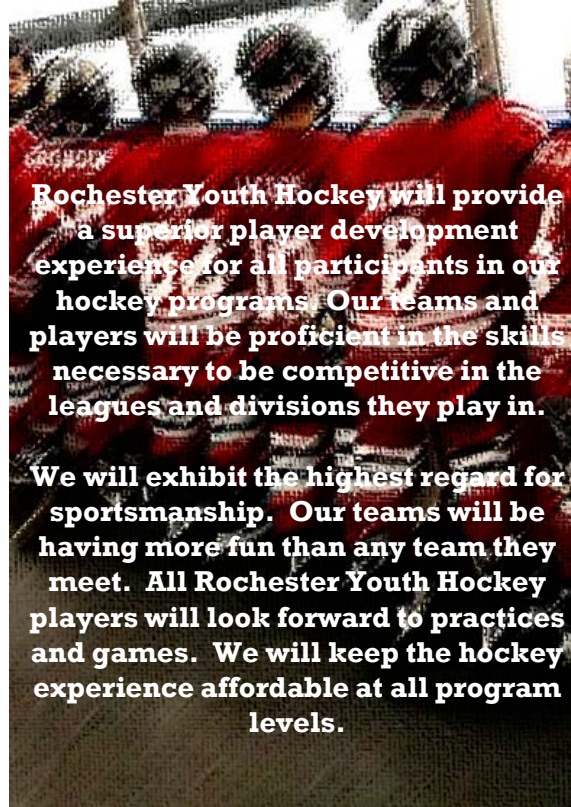 Rochester Youth Hockey will provide
a superior player development
experience for all participants in our
hockey programs. Our teams and
players will be proficient in the skills
necessary to be competitive in the
leagues and divisions they play in.
We will exhibit the highest regard for
sportsmanship.  Our teams will be
having more fun than any team they
meet.  All Rochester Youth Hockey
players will look forward to practices
and games.  We will keep the hockey
experience affordable at all program
levels.